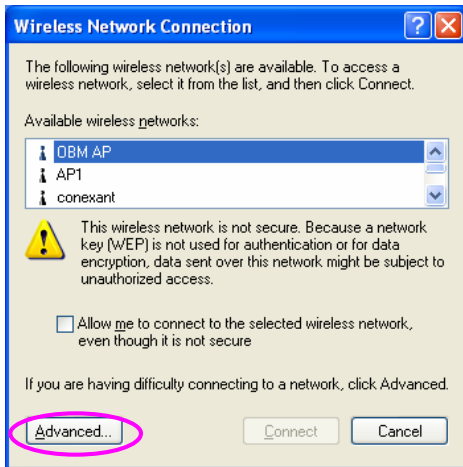 Wireless Network Connection
The following wireless network(s) are available. To access a
wireless network, select it from the list, and then click Connect.
Available wireless networks:
OBM AP
AP1
conexant
This wireless network is not secure. Because a network
key (WEP) is not used for authentication or for data
encryption, data sent over this network might be subject to
unauthorized access.
Allow me to connect to the selected wireless network,
even though it is not secure
If you are having difficulty connecting to a network, click Advanced.
Advanced... Connect Cancel